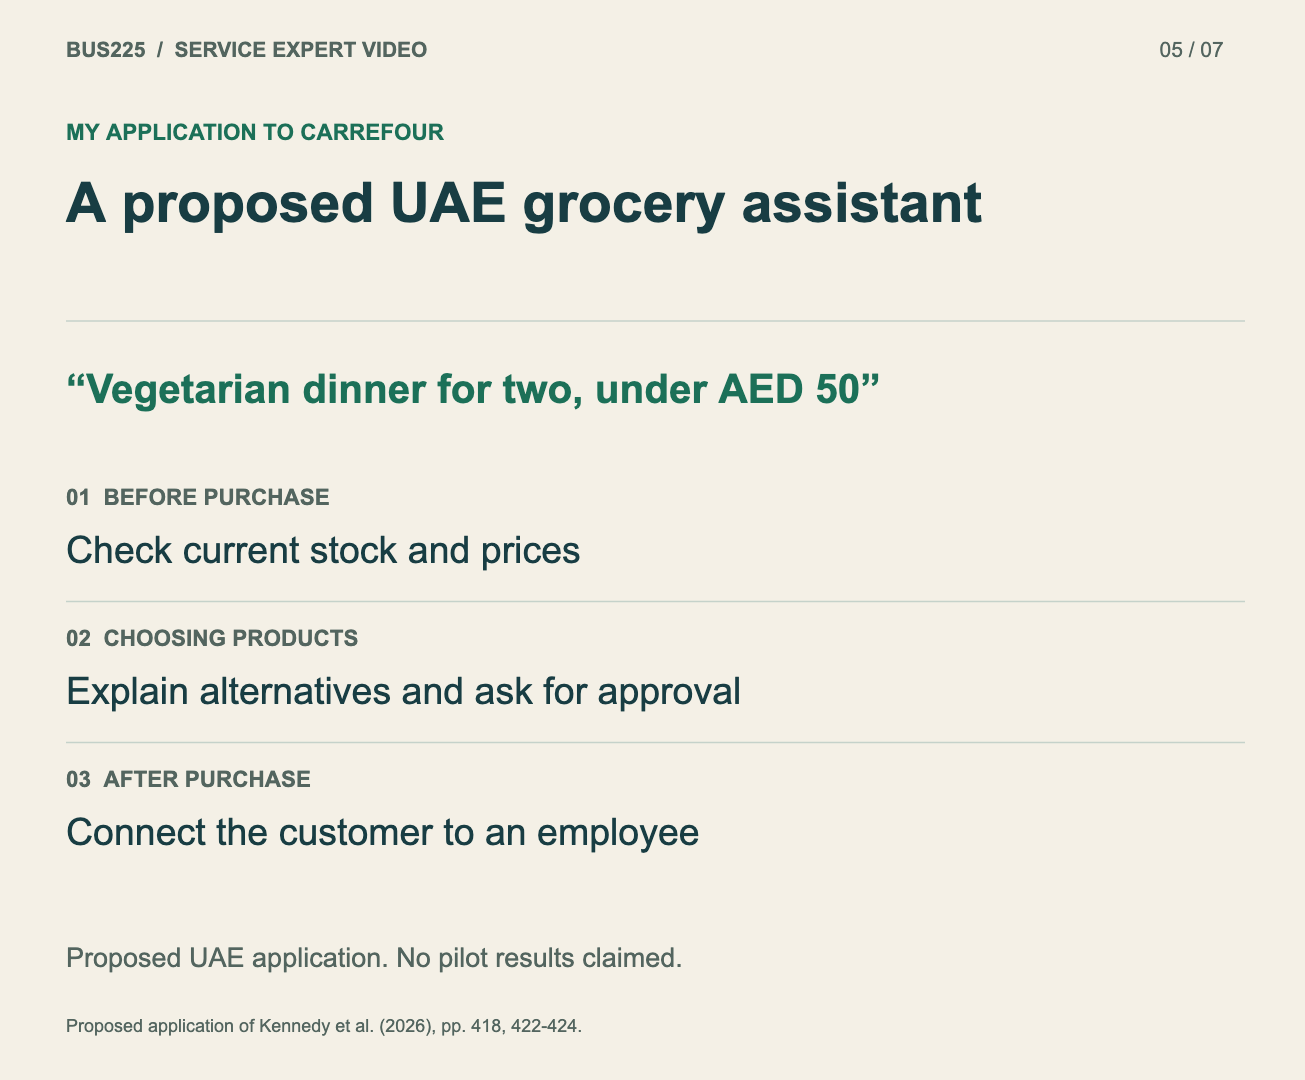 BUS225 / SERVICE EXPERT VIDEO
05 / 07
MY APPLICATION TO CARREFOUR
A proposed UAE grocery assistant
“Vegetarian dinner for two, under AED 50”
01 BEFORE PURCHASE
Check current stock and prices
02 CHOOSING PRODUCTS
Explain alternatives and ask for approval
03 AFTER PURCHASE
Connect the customer to an employee
Proposed UAE application. No pilot results claimed.
Proposed application of Kennedy et al. (2026), pp. 418, 422-424.